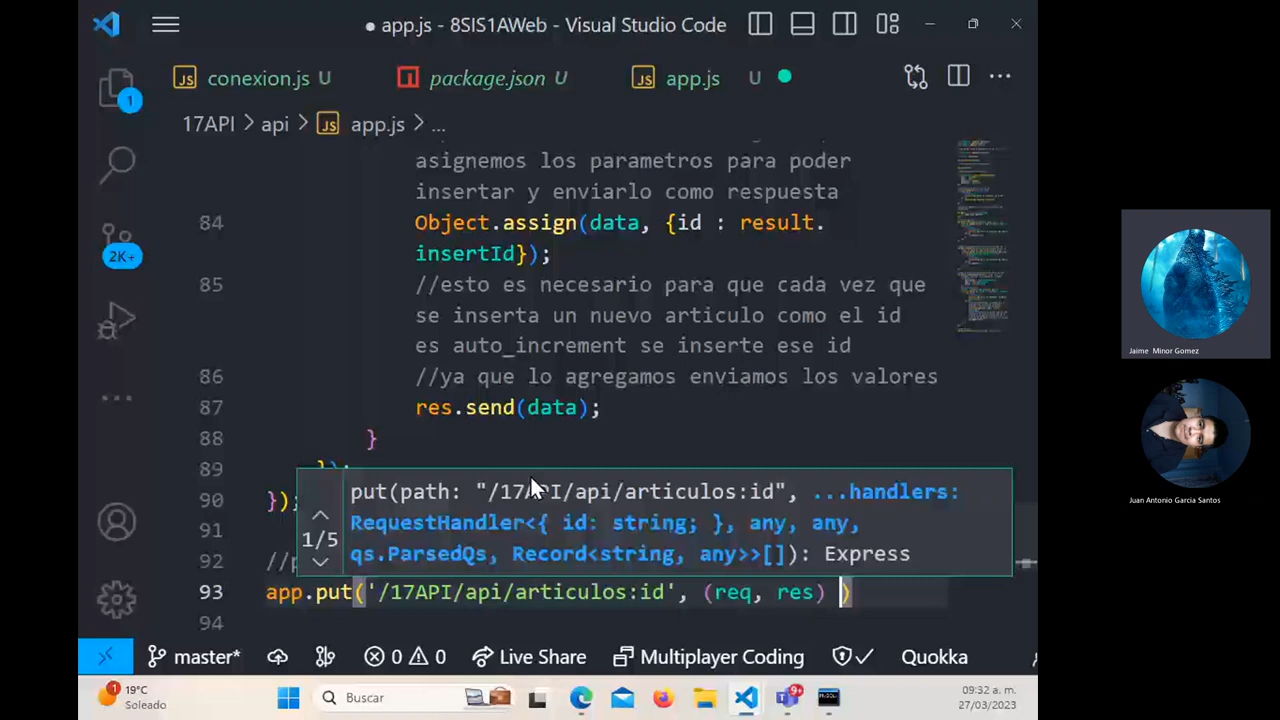 app.js - 8SIS1AWeb - Visual Studio Code
JS conexion.js U
package.json U
JS app.js U
17API > api > JS app.js > ...
1
asignemos los parametros para poder
insertar y enviarlo como respuesta
84 Object.assign(data, {id : result.
insertId});
85 //esto es necesario para que cada vez que
se inserta un nuevo articulo como el id
es auto_increment se inserte ese id
86 //ya que lo agregamos enviamos los valores
87 res.send(data);
88 }
89 });
90 });
91
92 //p
put(path: "/17API/api/articulos:id", ...handlers:
RequestHandler<{ id: string; }, any, any,
qs.ParsedQs, Record<string, any>>[]): Express
1/5
93 app.put('/17API/api/articulos:id', (req, res) )
94
2K+
master* 0 0 Live Share Multiplayer Coding Quokka
1
19°C
Soleado
Buscar
9+
09:32 a. m.
27/03/2023
Jaime Minor Gomez
Juan Antonio Garcia Santos